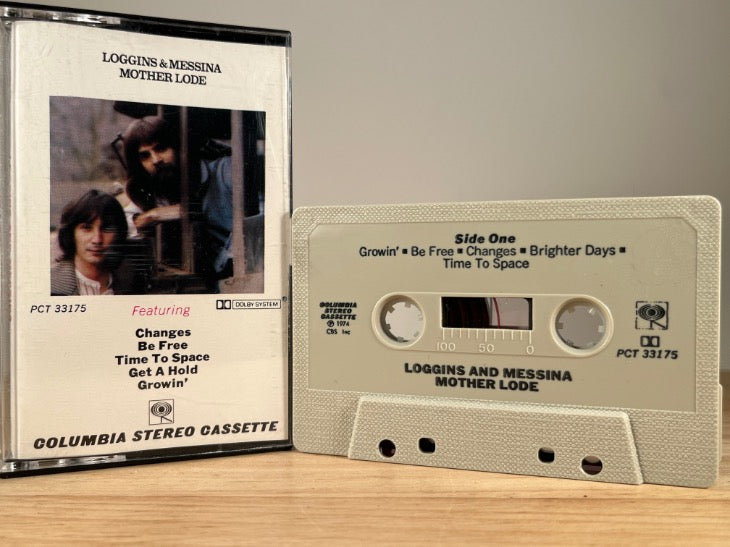 LOGGINS & MESSINA
MOTHER LODE
PCT 33175
Featuring
DOLBY SYSTEM
Changes
Be Free
Time To Space
Get A Hold
Growin'
COLUMBIA STEREO CASSETTE
Side One
Growin' ▪ Be Free ▪ Changes ▪ Brighter Days ▪
Time To Space
COLUMBIA
STEREO
CASSETTE
℗ 1974
CBS Inc
100 50 0
PCT 33175
LOGGINS AND MESSINA
MOTHER LODE